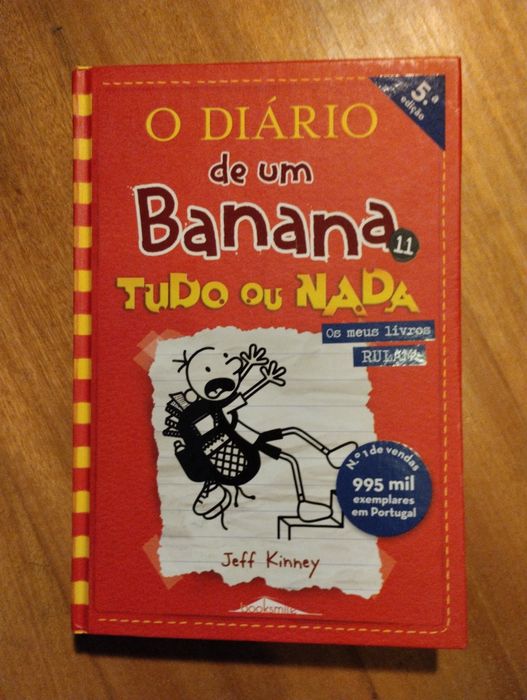 5.ª
edição
O DIÁRIO
de um
Banana
11
TUDO OU NADA
Os meus livros
RULAM!
N.º 1 de vendas
995 mil
exemplares
em Portugal
Jeff Kinney
booksmile